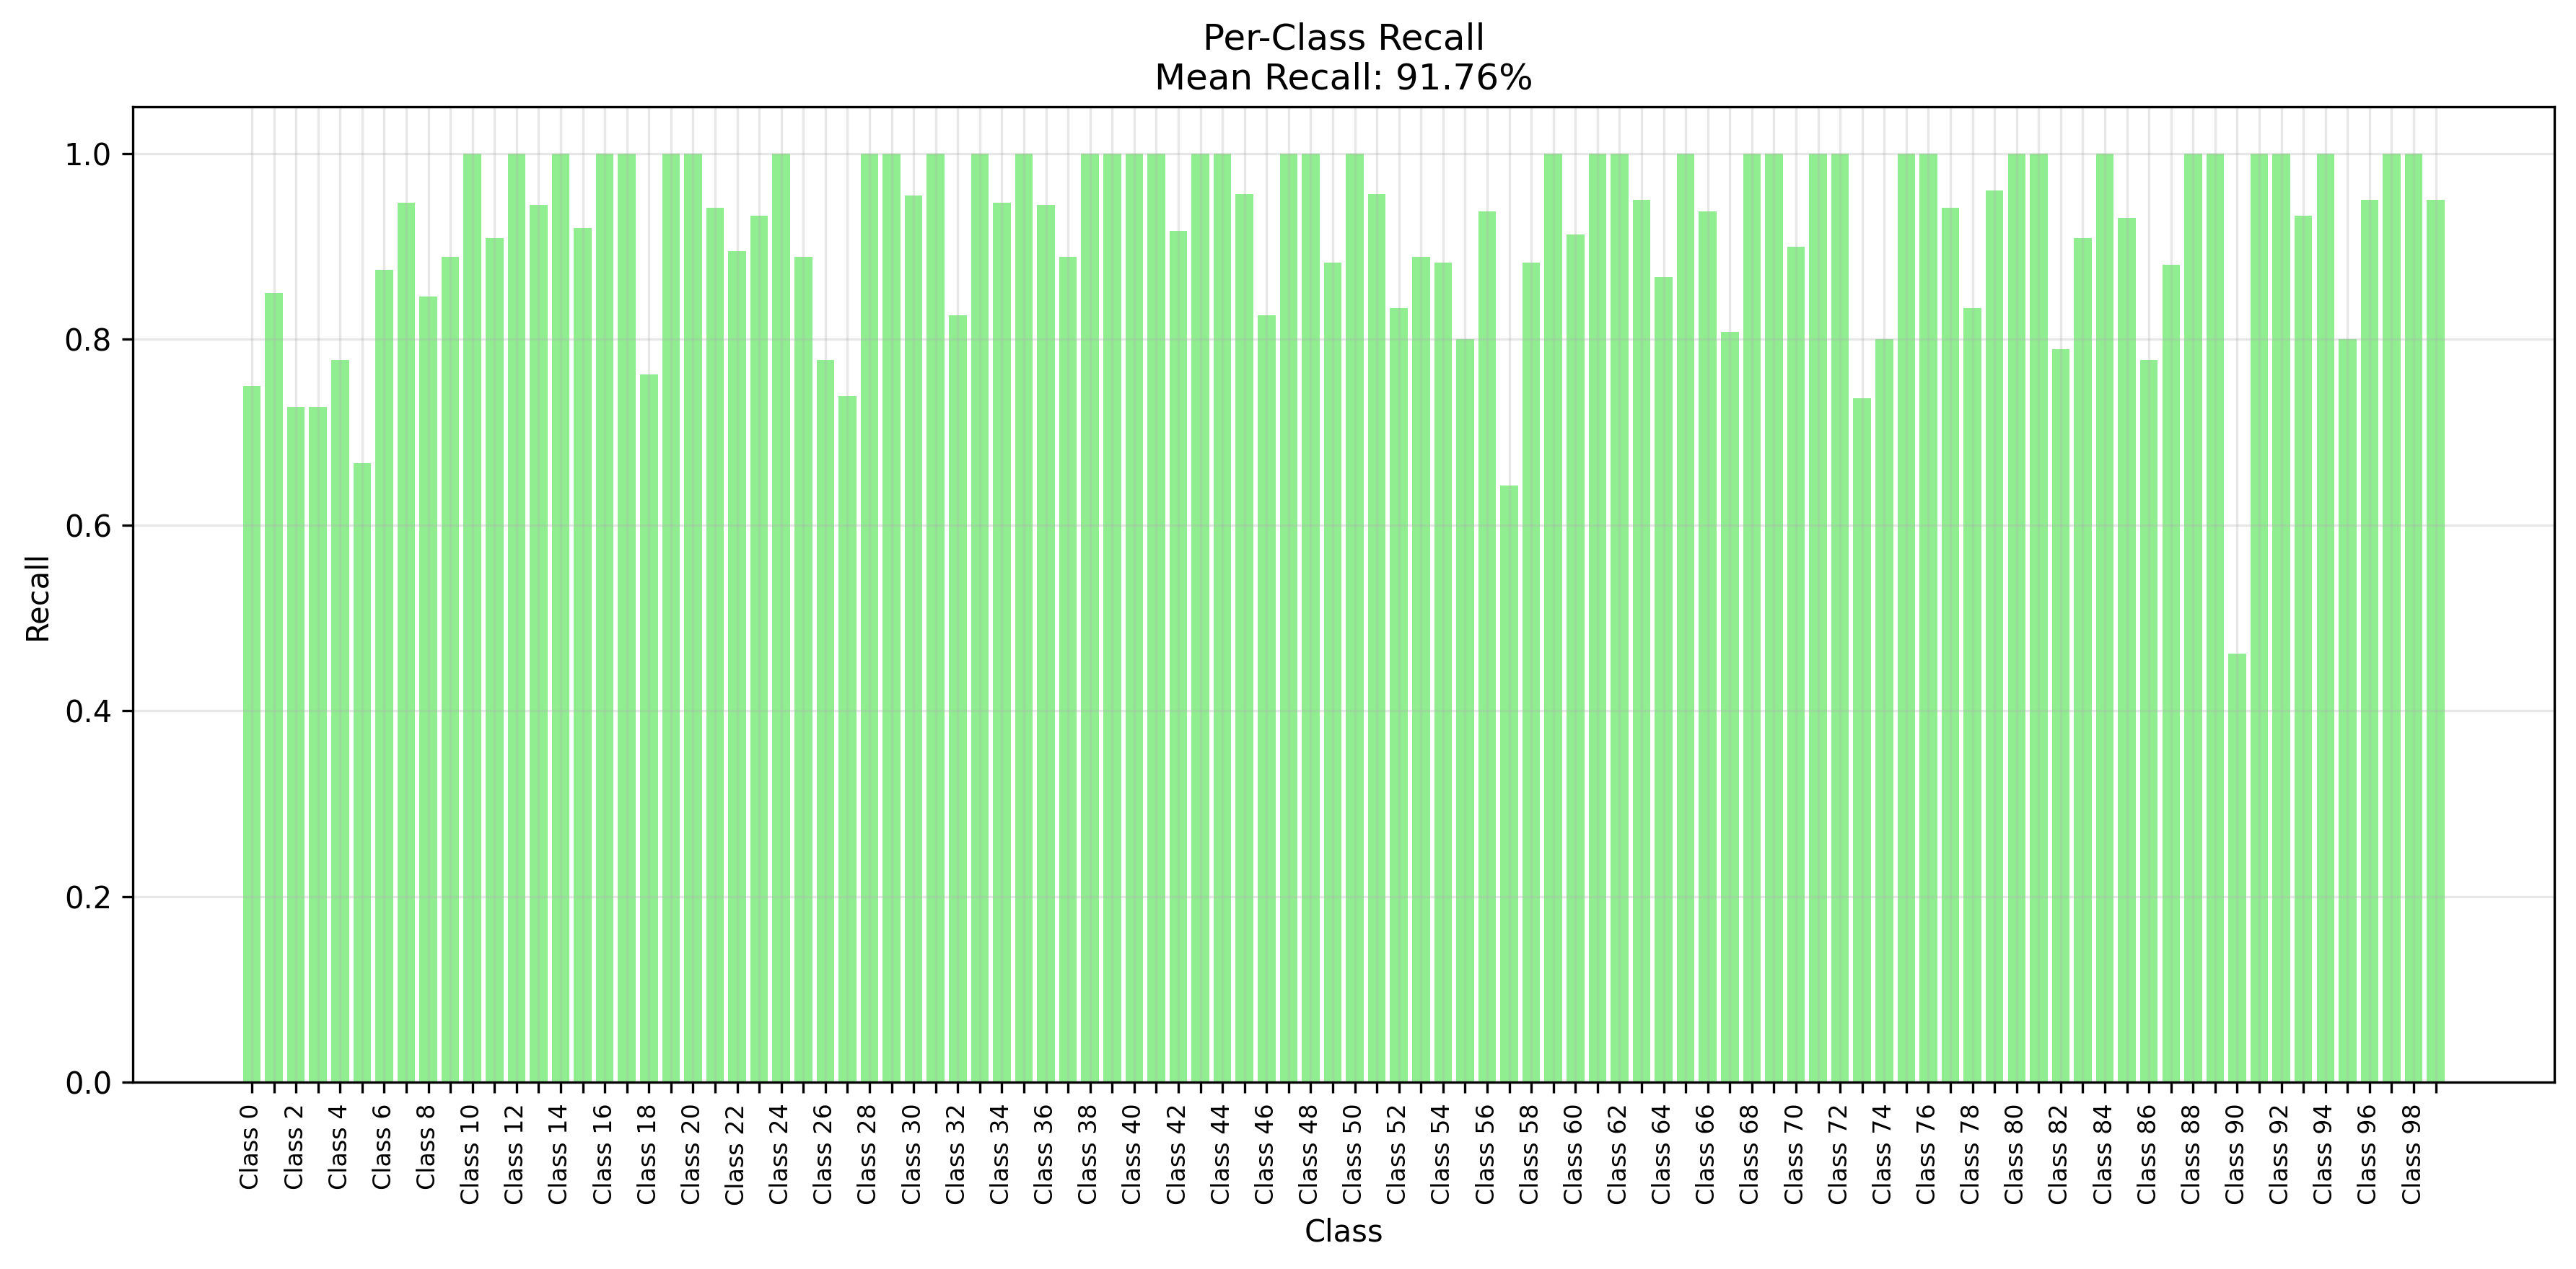 Per-Class Recall
Mean Recall: 91.76%
1.0
0.8
0.6
0.4
0.2
0.0
Recall
Class 0
Class 2
Class 4
Class 6
Class 8
Class 10
Class 12
Class 14
Class 16
Class 18
Class 20
Class 22
Class 24
Class 26
Class 28
Class 30
Class 32
Class 34
Class 36
Class 38
Class 40
Class 42
Class 44
Class 46
Class 48
Class 50
Class 52
Class 54
Class 56
Class 58
Class 60
Class 62
Class 64
Class 66
Class 68
Class 70
Class 72
Class 74
Class 76
Class 78
Class 80
Class 82
Class 84
Class 86
Class 88
Class 90
Class 92
Class 94
Class 96
Class 98
Class